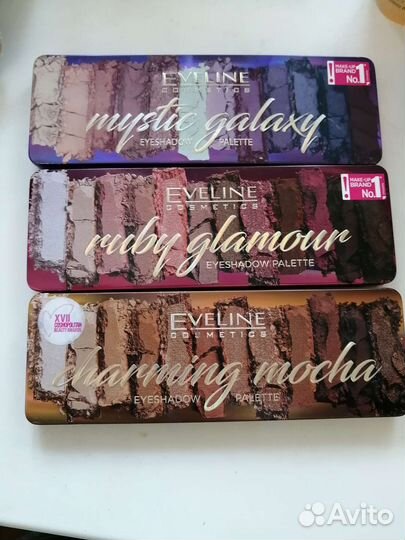 EVELINE
COSMETICS
mystic galaxy
EYESHADOW PALETTE
MAKE-UP
BRAND
No.1
EVELINE
COSMETICS
ruby glamour
EYESHADOW PALETTE
MAKE-UP
BRAND
No.1
XVII
COSMOPOLITAN
BEAUTY AWARDS
EVELINE
COSMETICS
charming mocha
EYESHADOW PALETTE
Avito